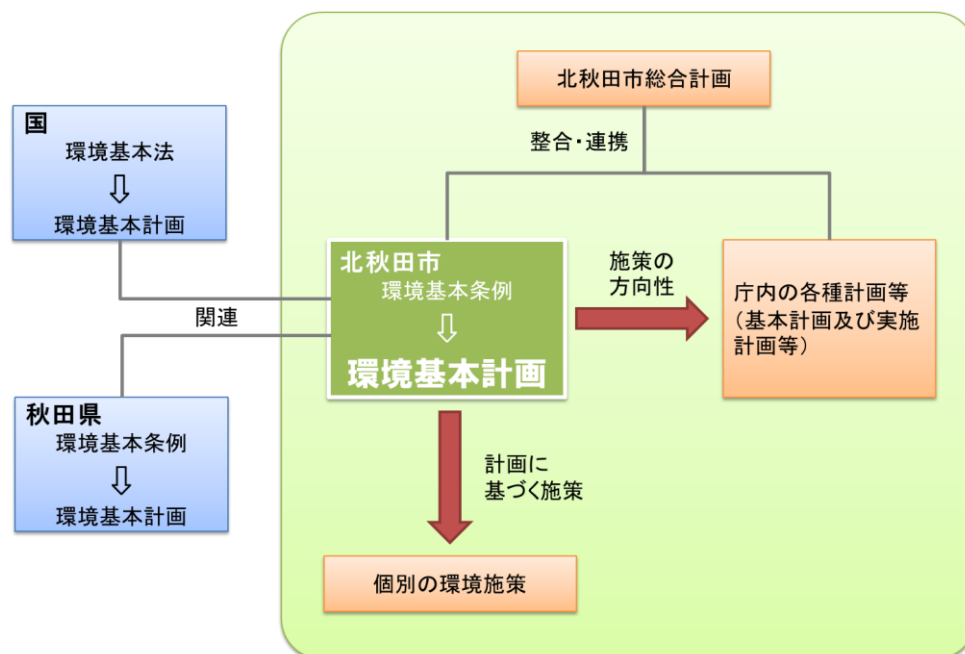 北秋田市総合計画
整合・連携
国
環境基本法
⇩
環境基本計画
関連
秋田県
環境基本条例
⇩
環境基本計画
北秋田市
環境基本条例
⇩
環境基本計画
施策の
方向性
庁内の各種計画等
（基本計画及び実施
計画等）
計画に
基づく施策
個別の環境施策